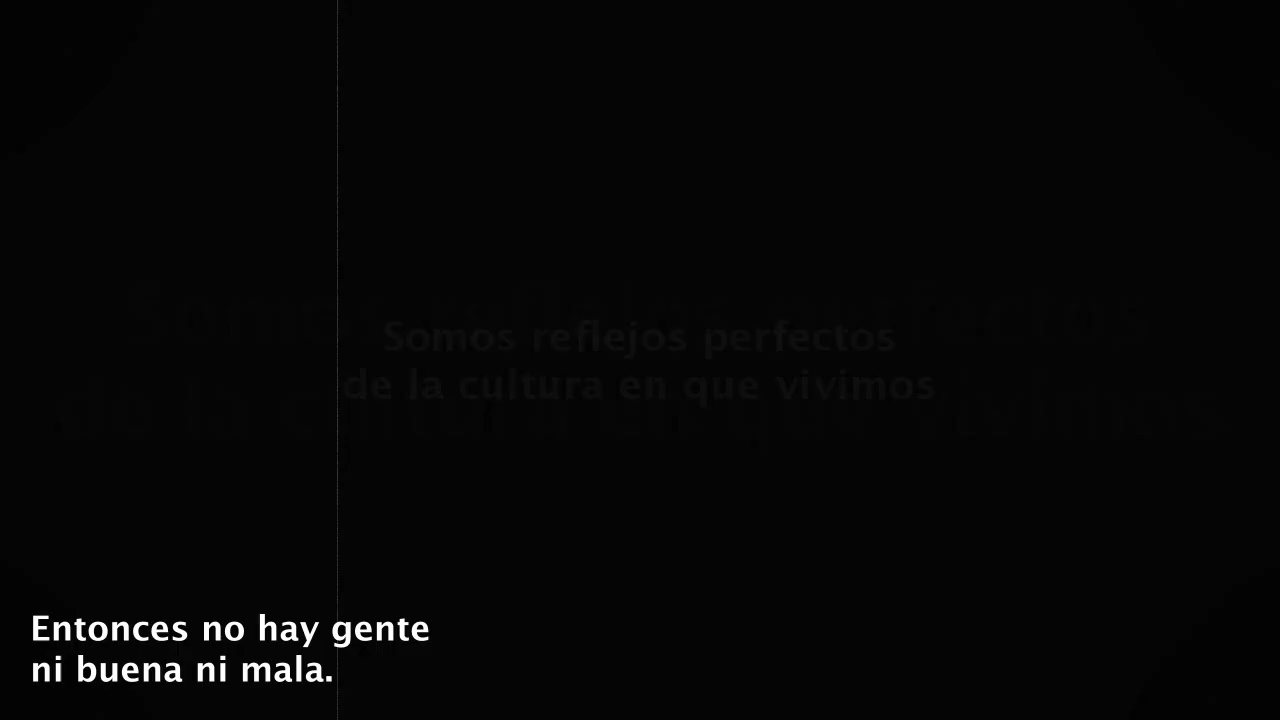 Somos reflejos perfectos
de la cultura en que vivimos
Entonces no hay gente
ni buena ni mala.